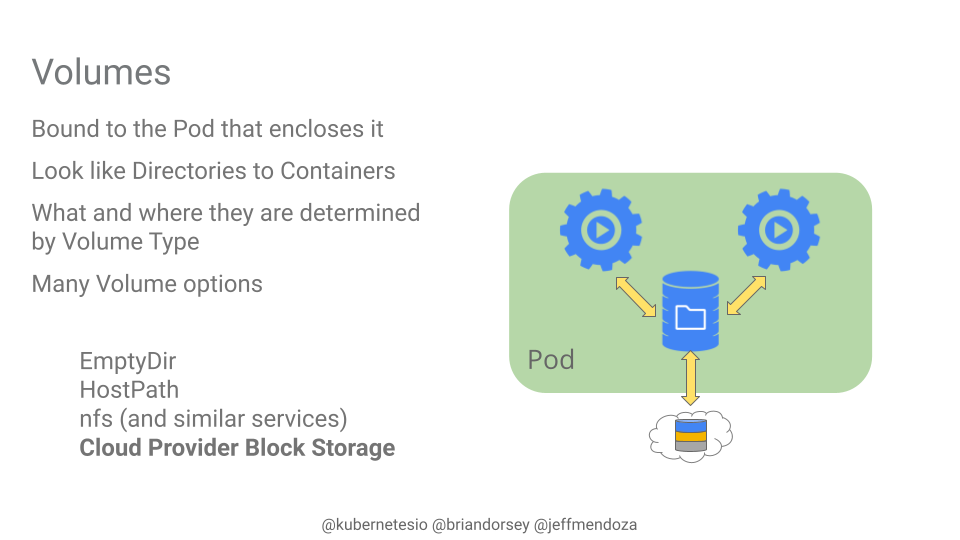 Volumes
Bound to the Pod that encloses it
Look like Directories to Containers
What and where they are determined
by Volume Type
Many Volume options
EmptyDir
HostPath
nfs (and similar services)
Cloud Provider Block Storage
Pod
@kubernetesio @briandorsey @jeffmendoza